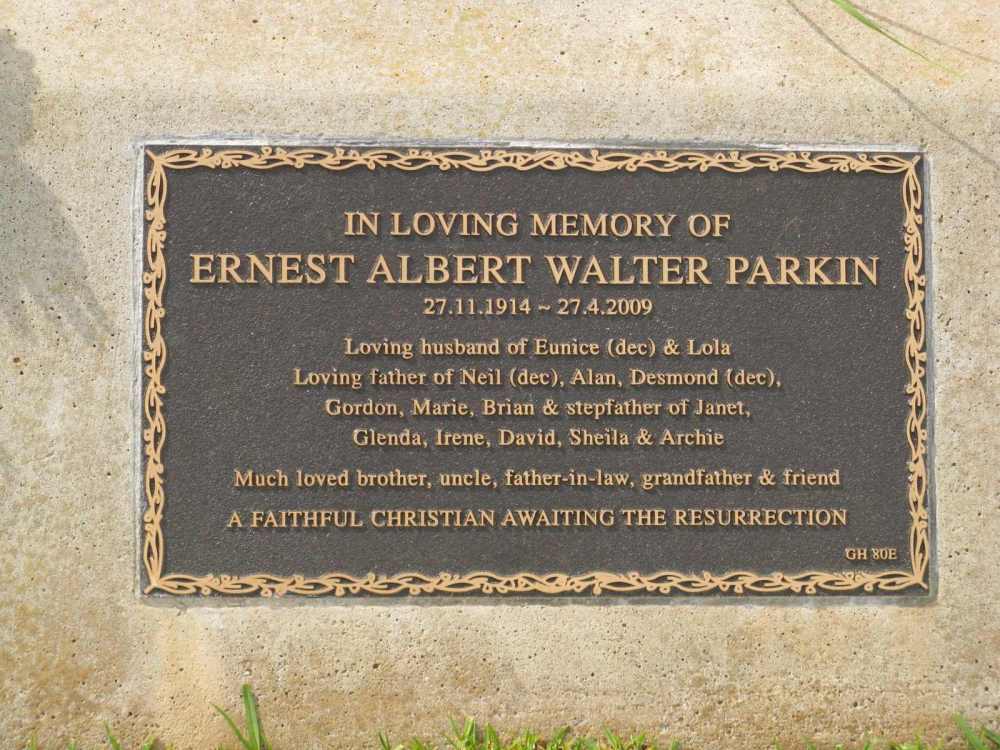 IN LOVING MEMORY OF
ERNEST ALBERT WALTER PARKIN
27.11.1914 ~ 27.4.2009
Loving husband of Eunice (dec) & Lola
Loving father of Neil (dec), Alan, Desmond (dec),
Gordon, Marie, Brian & stepfather of Janet,
Glenda, Irene, David, Sheila & Archie
Much loved brother, uncle, father-in-law, grandfather & friend
A FAITHFUL CHRISTIAN AWAITING THE RESURRECTION
GH 80E